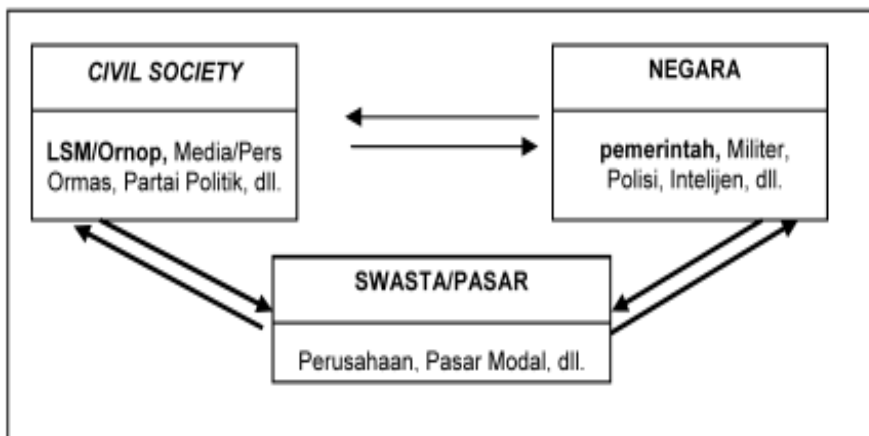 CIVIL SOCIETY
LSM/Ornop, Media/Pers
Ormas, Partai Politik, dll.
NEGARA
pemerintah, Militer,
Polisi, Intelijen, dll.
SWASTA/PASAR
Perusahaan, Pasar Modal, dll.